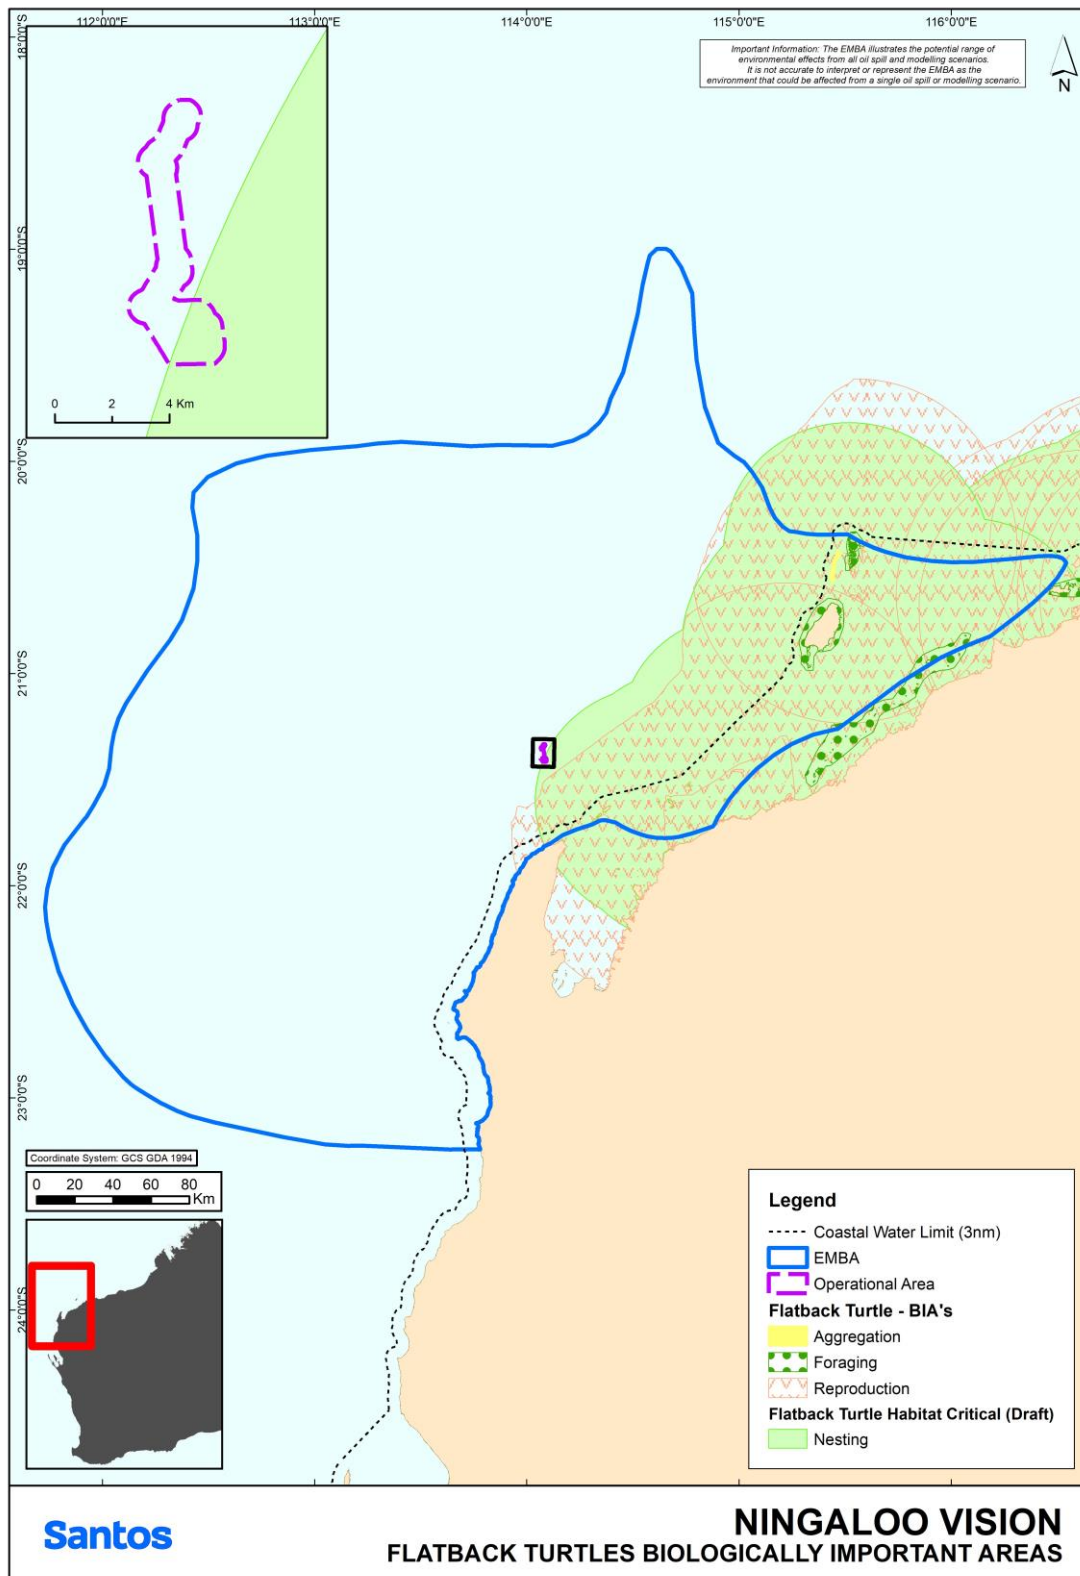 112°0'0"E
113°0'0"E
114°0'0"E
115°0'0"E
116°0'0"E
18°0'0"S
19°0'0"S
20°0'0"S
21°0'0"S
22°0'0"S
23°0'0"S
24°0'0"S
Important Information: The EMBA illustrates the potential range of
environmental effects from all oil spill and modelling scenarios.
It is not accurate to interpret or represent the EMBA as the
environment that could be affected from a single oil spill or modelling scenario.
N
0 2 4 Km
Coordinate System: GCS GDA 1994
0 20 40 60 80
Km
Legend
Coastal Water Limit (3nm)
EMBA
Operational Area
Flatback Turtle - BIA's
Aggregation
Foraging
Reproduction
Flatback Turtle Habitat Critical (Draft)
Nesting
Santos
NINGALOO VISION
FLATBACK TURTLES BIOLOGICALLY IMPORTANT AREAS